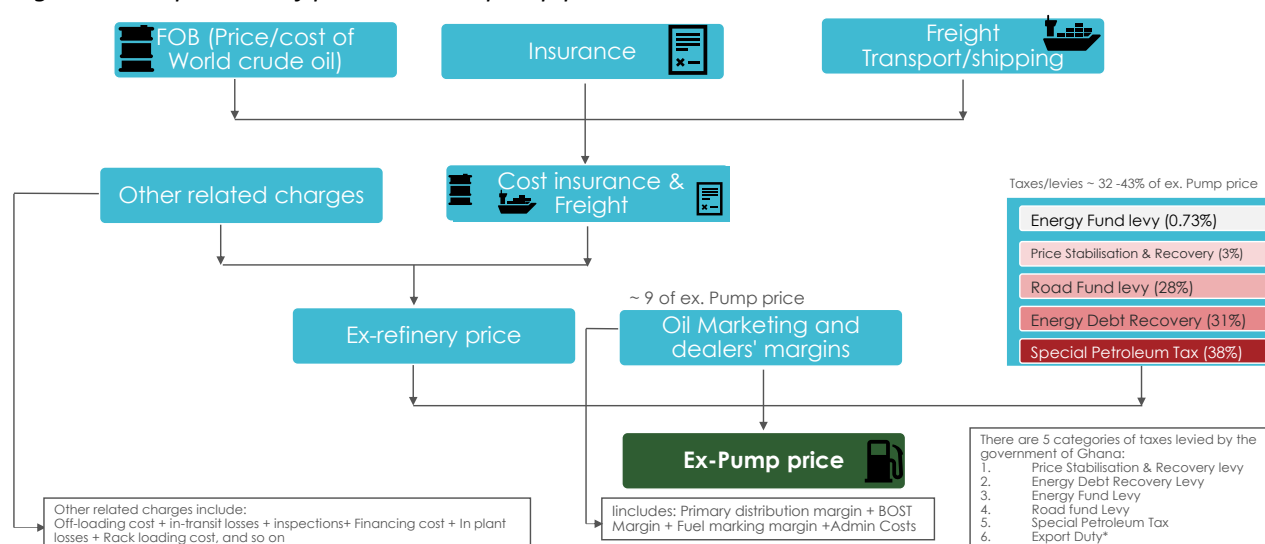 FOB (Price/cost of
World crude oil)
Insurance
Freight
Transport/shipping
Other related charges
Cost insurance &
Freight
Taxes/levies ~ 32 -43% of ex. Pump price
Energy Fund levy (0.73%)
Price Stabilisation & Recovery (3%)
Road Fund levy (28%)
Energy Debt Recovery (31%)
Special Petroleum Tax (38%)
~ 9 of ex. Pump price
Ex-refinery price
Oil Marketing and
dealers' margins
Ex-Pump price
There are 5 categories of taxes levied by the
government of Ghana:
1. Price Stabilisation & Recovery levy
2. Energy Debt Recovery Levy
3. Energy Fund Levy
4. Road fund Levy
5. Special Petroleum Tax
6. Export Duty*
Other related charges include:
Off-loading cost + in-transit losses + inspections+ Financing cost + In plant
losses + Rack loading cost, and so on
Iincludes: Primary distribution margin + BOST
Margin + Fuel marking margin +Admin Costs